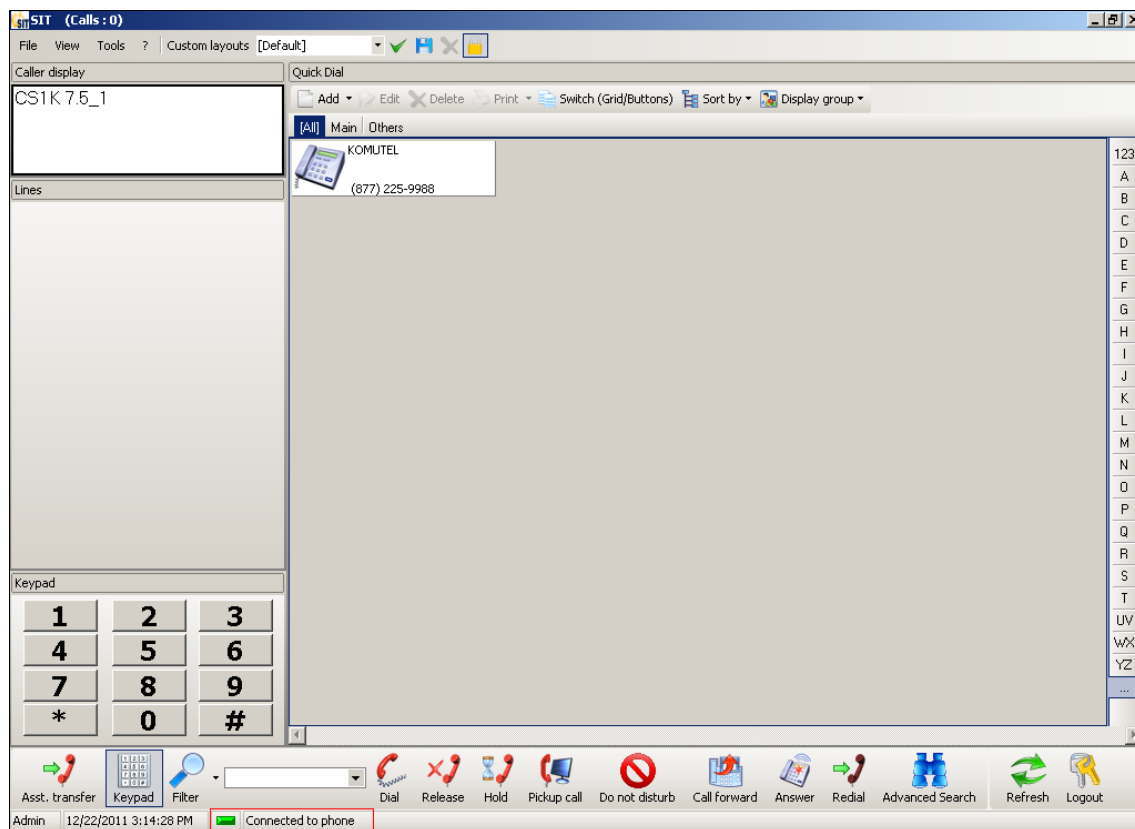 SIT (Calls : 0)
File View Tools ? Custom layouts [Default]
Caller display
CS1K 7.5_1
Lines
Keypad
1 2 3
4 5 6
7 8 9
* 0 #
Quick Dial
Add Edit Delete Print Switch (Grid/Buttons) Sort by Display group
[All] Main Others
KOMUTEL
(877) 225-9988
123
A
B
C
D
E
F
G
H
I
J
K
L
M
N
O
P
Q
R
S
T
UV
WX
YZ
...
Asst. transfer Keypad Filter Dial Release Hold Pickup call Do not disturb Call forward Answer Redial Advanced Search Refresh Logout
Admin 12/22/2011 3:14:28 PM Connected to phone